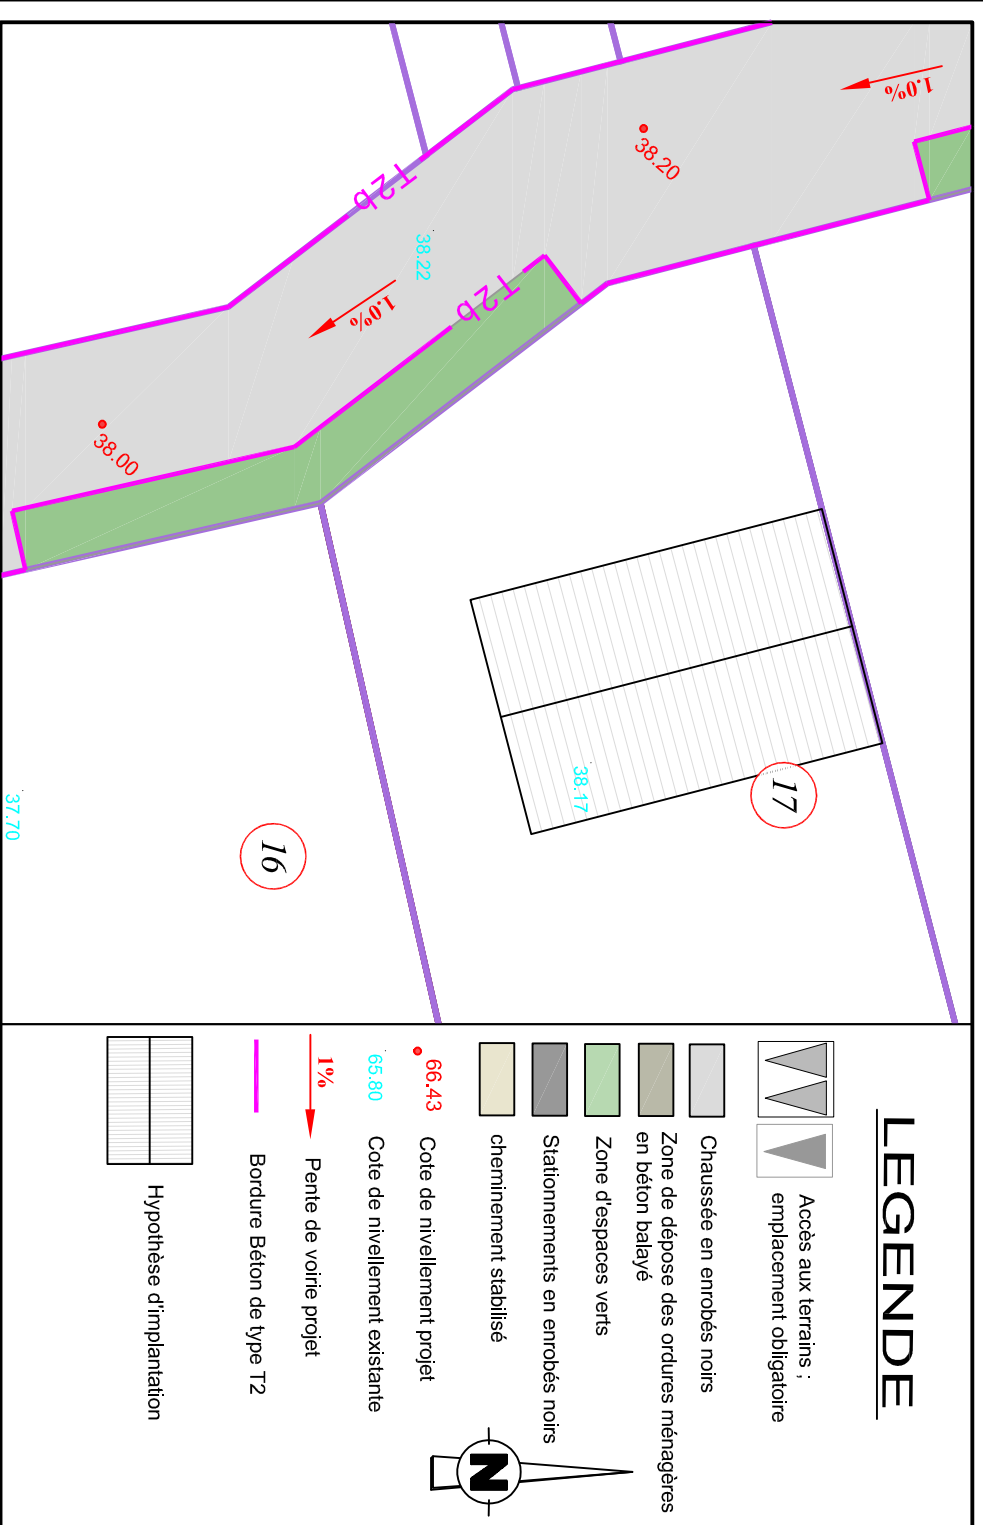 1.0%
38.20
T2b
38.22
T2b
1.0%
38.00
17
38.17
16
37.70
LEGENDE
Accès aux terrains ;
emplacement obligatoire
Chaussée en enrobés noirs
Zone de dépose des ordures ménagères
en béton balayé
Zone d'espaces verts
Stationnements en enrobés noirs
cheminement stabilisé
66.43
Cote de nivellement projet
65.80
Cote de nivellement existante
1%
Pente de voirie projet
Bordure Béton de type T2
Hypothèse d'implantation
N